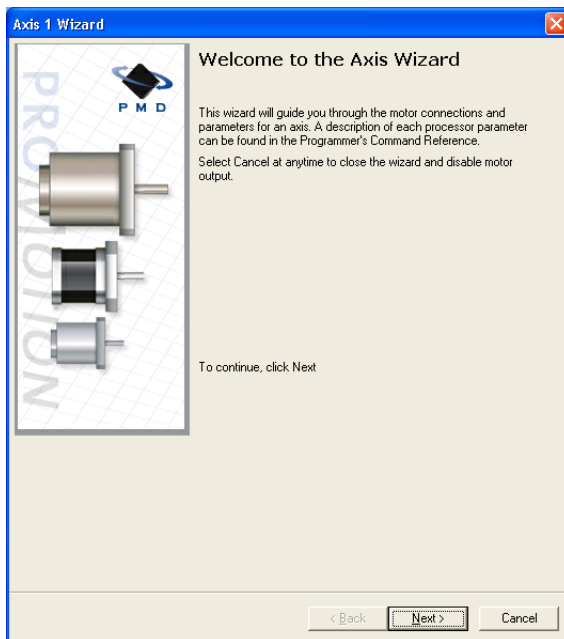 Axis 1 Wizard
PMD
PRO/MOTION
Welcome to the Axis Wizard
This wizard will guide you through the motor connections and
parameters for an axis. A description of each processor parameter
can be found in the Programmer's Command Reference.
Select Cancel at anytime to close the wizard and disable motor
output.
To continue, click Next
< Back
Next >
Cancel